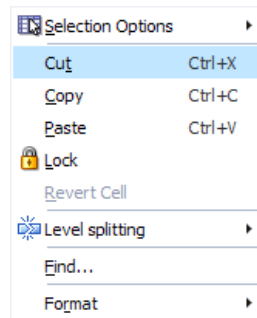 Selection Options
Cut Ctrl+X
Copy Ctrl+C
Paste Ctrl+V
Lock
Revert Cell
Level splitting
Find...
Format